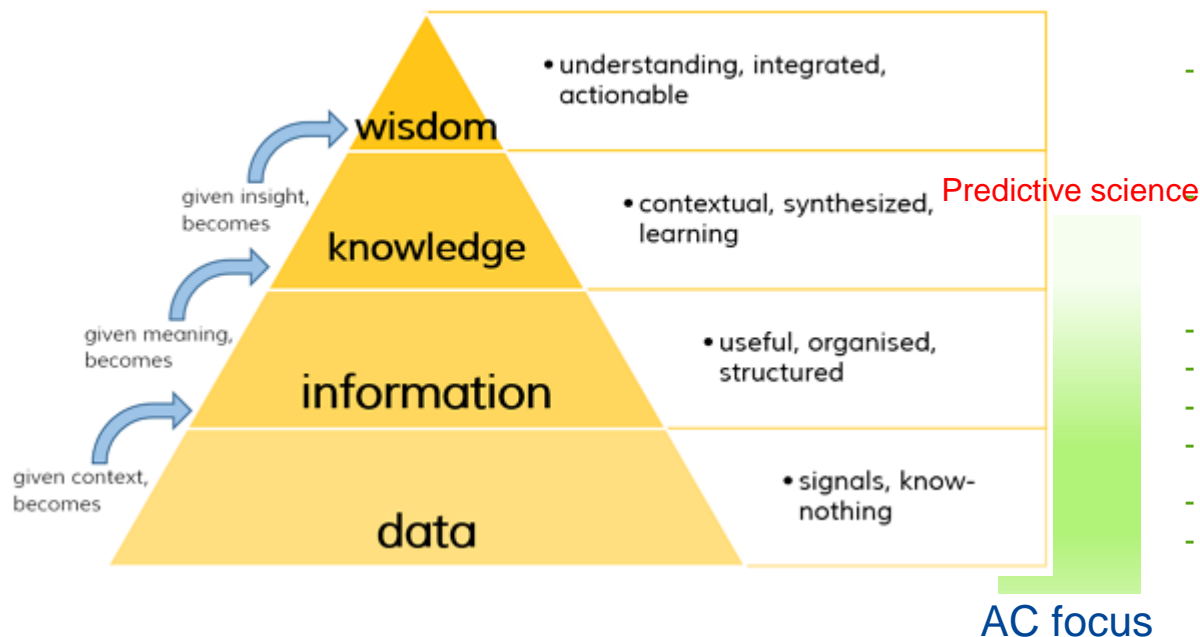 • understanding, integrated,
actionable
wisdom
given insight,
becomes
Predictive science
• contextual, synthesized,
learning
knowledge
given meaning,
becomes
• useful, organised,
structured
information
given context,
becomes
• signals, know-
nothing
data
AC focus
-
-
-
-
-
-
-
-